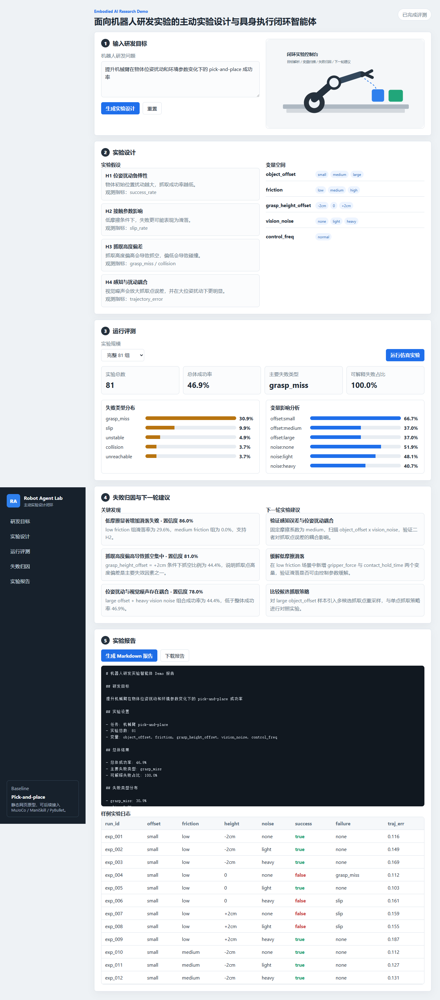 Embodied AI Research Demo
面向机器人研发实验的主动实验设计与具身执行闭环智能体
已完成评测
1 输入研发目标
机器人研发问题
提升机械臂在物体位姿扰动和环境参数变化下的 pick-and-place 成功
率
生成实验设计 重置
闭环实验控制台
目标解析 / 变量扫描 / 失败归因 / 下一轮建议
2 实验设计
实验假设
H1 位姿扰动鲁棒性
物体初始位置扰动越大，抓取成功率越低。
观测指标：success_rate
H2 接触参数影响
低摩擦条件下，失败更可能表现为滑落。
观测指标：slip_rate
H3 抓取高度偏差
抓取高度偏高会导致抓空，偏低会导致碰撞。
观测指标：grasp_miss / collision
H4 感知与扰动耦合
视觉噪声会放大抓取点误差，并在大位姿扰动下更明显。
观测指标：trajectory_error
变量空间
object_offset small medium large
friction low medium high
grasp_height_offset -2cm 0 +2cm
vision_noise none light heavy
control_freq normal
3 运行评测
实验规模
完整 81 组
运行仿真实验
实验总数
81
总体成功率
46.9%
主要失败类型
grasp_miss
可解释失败占比
100.0%
失败类型分布
grasp_miss 30.9%
slip 9.9%
unstable 4.9%
collision 3.7%
unreachable 3.7%
变量影响分析
offset:small 66.7%
offset:medium 37.0%
offset:large 37.0%
noise:none 51.9%
noise:light 48.1%
noise:heavy 40.7%
RA
Robot Agent Lab
主动实验设计闭环
研发目标
实验设计
运行评测
失败归因
实验报告
Baseline
Pick-and-place
静态网页原型，可后续接入
MuJoCo / ManiSkill / PyBullet。
4 失败归因与下一轮建议
关键发现
低摩擦显著增加滑落失败 · 置信度 86.0%
low friction 组滑落率为 29.6%，medium friction 组为 0.0%，支持
H2。
抓取高度偏高导致抓空集中 · 置信度 81.0%
grasp_height_offset = +2cm 条件下抓空比例为 44.4%，说明抓取点高
度偏差是主要失效因素之一。
位姿扰动与视觉噪声存在耦合 · 置信度 78.0%
large offset + heavy vision noise 组合成功率为 44.4%，低于整体成功
率 46.9%。
下一轮实验建议
验证感知误差与位姿扰动耦合
固定摩擦系数为 medium，扫描 object_offset x vision_noise，验证二
者对抓取点误差的耦合影响。
缓解低摩擦滑落
在 low friction 场景中新增 gripper_force 与 contact_hold_time 两个变
量，验证滑落是否可由控制参数缓解。
比较候选抓取策略
对 large object_offset 样本引入多候选抓取点重采样，与单点抓取策略
进行对照实验。
5 实验报告
生成 Markdown 报告 下载报告
# 机器人研发实验智能体 Demo 报告
## 研发目标
提升机械臂在物体位姿扰动和环境参数变化下的 pick-and-place 成功率
## 实验设置
- 任务: 机械臂 pick-and-place
- 实验总数: 81
- 变量: object_offset, friction, grasp_height_offset, vision_noise, control_freq
## 总体结果
- 总体成功率: 46.9%
- 主要失败类型: grasp_miss
- 可解释失败占比: 100.0%
## 失败类型分布
- grasp_miss: 30.9%
样例实验日志
run_id offset friction height noise success failure traj_err
exp_001 small low -2cm none true none 0.116
exp_002 small low -2cm light true none 0.149
exp_003 small low -2cm heavy true none 0.169
exp_004 small low 0 none false grasp_miss 0.112
exp_005 small low 0 light true none 0.103
exp_006 small low 0 heavy false slip 0.161
exp_007 small low +2cm none false slip 0.159
exp_008 small low +2cm light false slip 0.155
exp_009 small low +2cm heavy true none 0.187
exp_010 small medium -2cm none true none 0.112
exp_011 small medium -2cm light true none 0.127
exp_012 small medium -2cm heavy true none 0.131